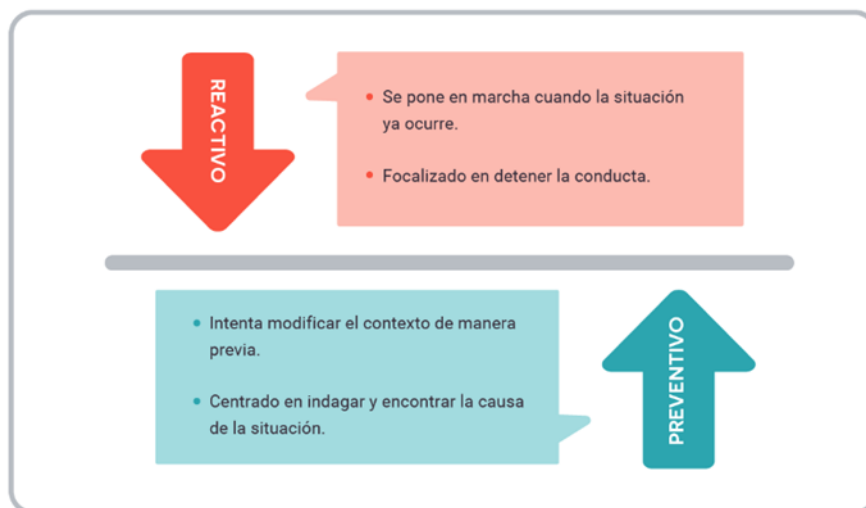 REACTIVO
• Se pone en marcha cuando la situación
ya ocurre.
• Focalizado en detener la conducta.
• Intenta modificar el contexto de manera
previa.
• Centrado en indagar y encontrar la causa
de la situación.
PREVENTIVO